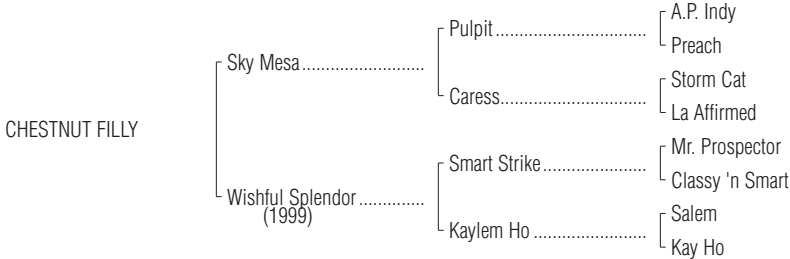 A.P. Indy
Pulpit..................................
Preach
Sky Mesa..........................
Storm Cat
Caress.................................
La Affirmed
CHESTNUT FILLY
Mr. Prospector
Smart Strike.......................
Classy 'n Smart
Wishful Splendor..............
(1999)
Salem
Kaylem Ho.........................
Kay Ho